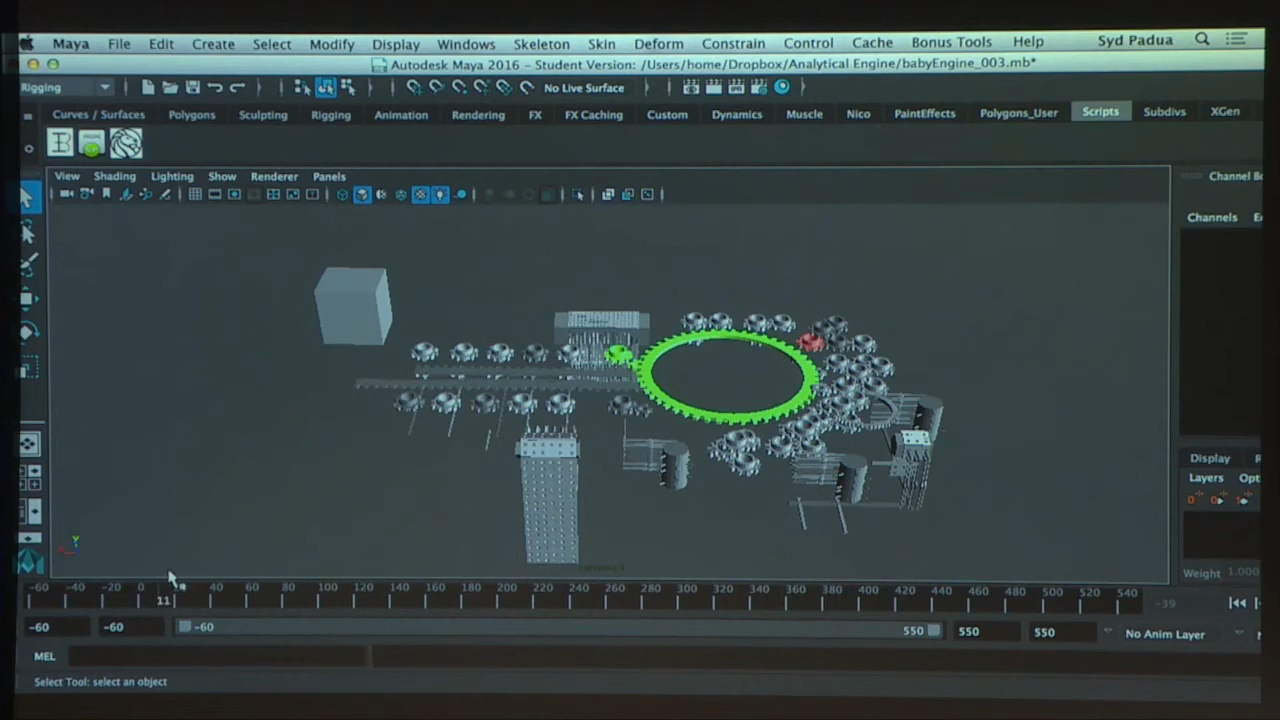 Maya File Edit Create Select Modify Display Windows Skeleton Skin Deform Constrain Control Cache Bonus Tools Help Syd Padua
Autodesk Maya 2016 - Student Version: /Users/home/Dropbox/Analytical Engine/babyEngine_003.mb*
Rigging No Live Surface
Curves / Surfaces Polygons Sculpting Rigging Animation Rendering FX FX Caching Custom Dynamics Muscle Nico PaintEffects Polygons_User Scripts Subdivs XGen
View Shading Lighting Show Renderer Panels Channel Bo
Channels E
Display
Layers Opt
Weight 1.000
-60 -40 -20 0 20 40 60 80 100 120 140 160 180 200 220 240 260 280 300 320 340 360 380 400 420 440 460 480 500 520 540
11 -39
-60 -60 -60 550 550 550 No Anim Layer
MEL
Select Tool: select an object